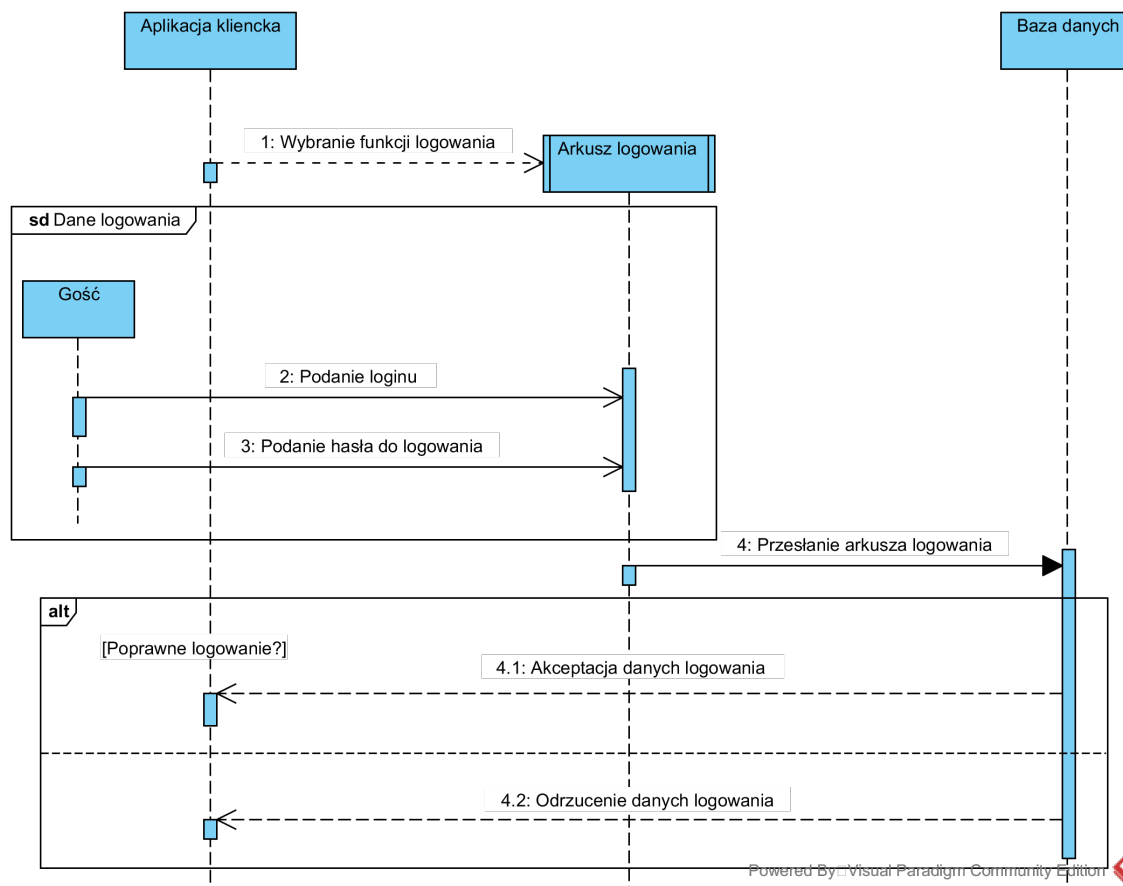 Aplikacja kliencka
Baza danych
1: Wybranie funkcji logowania
Arkusz logowania
sd Dane logowania
Gość
2: Podanie loginu
3: Podanie hasła do logowania
4: Przesłanie arkusza logowania
alt
[Poprawne logowanie?]
4.1: Akceptacja danych logowania
4.2: Odrzucenie danych logowania
Powered By Visual Paradigm Community Edition